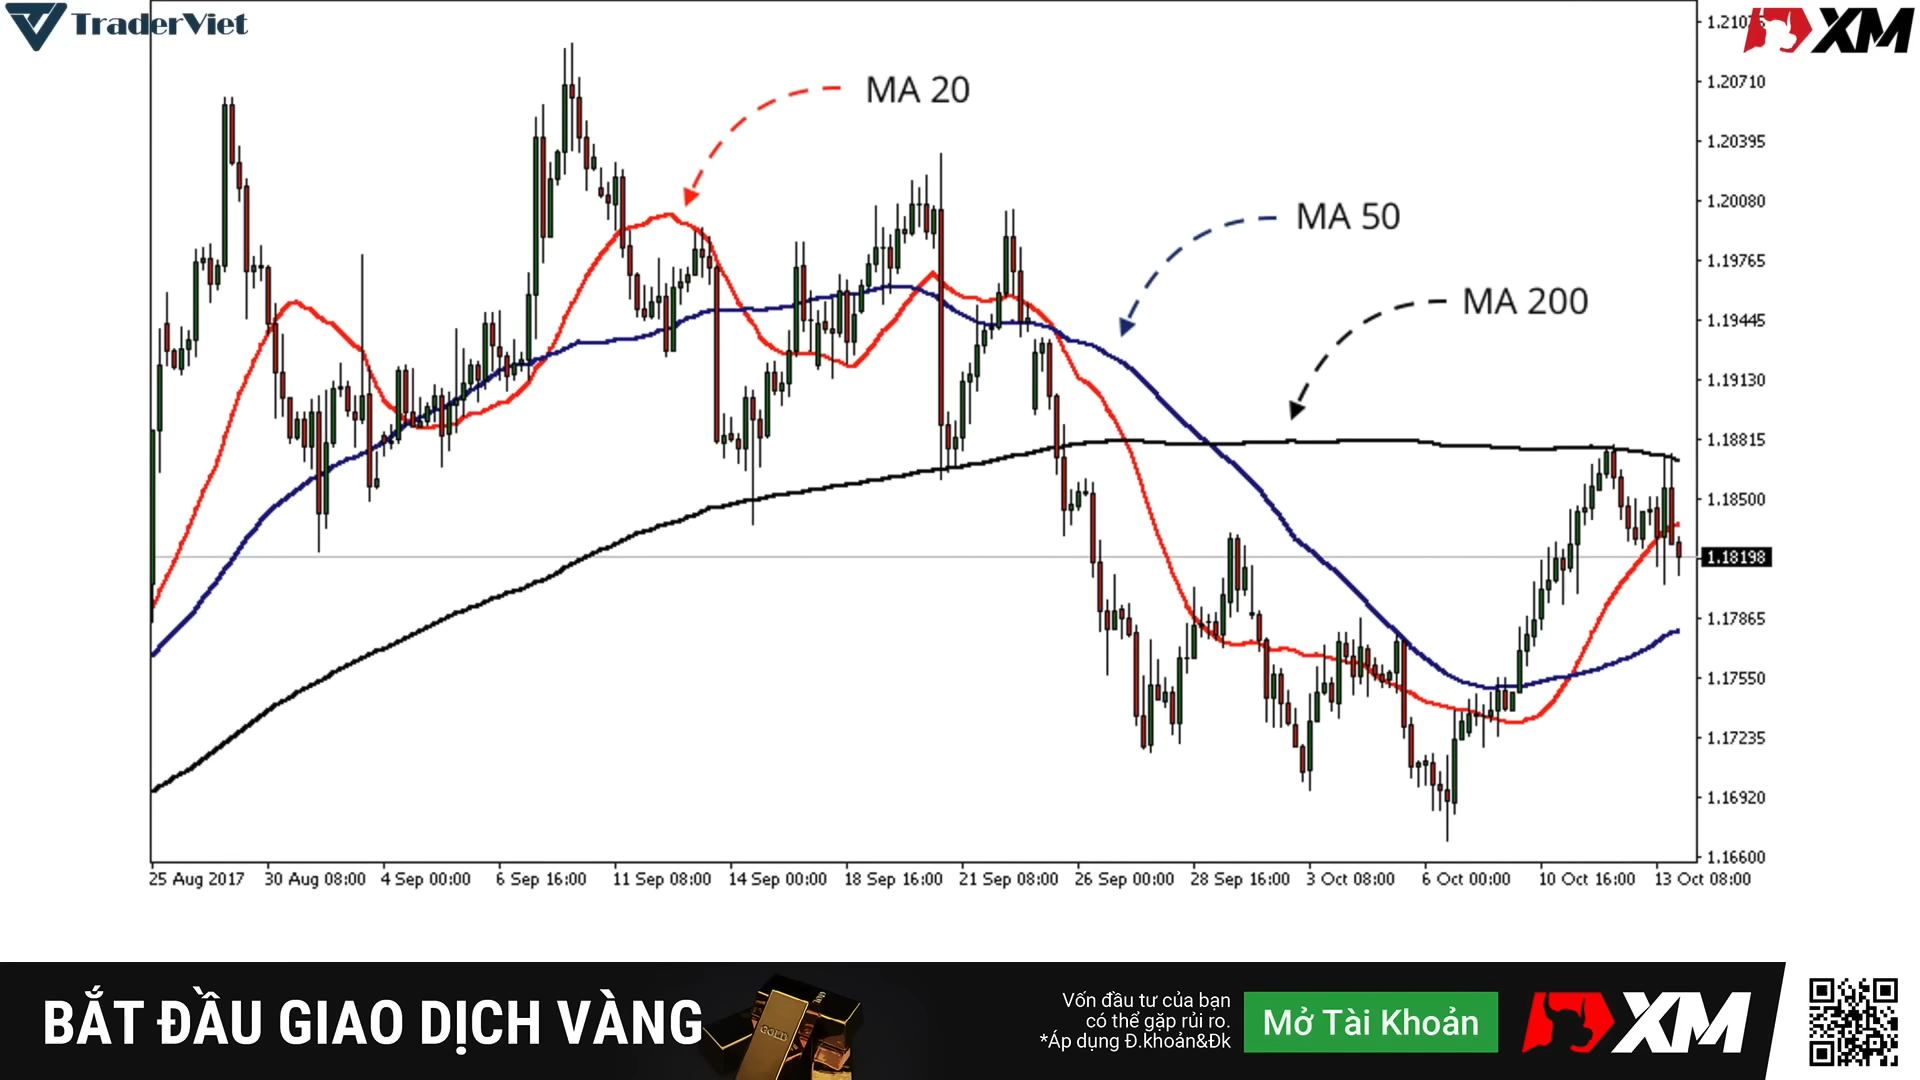 TraderViet
XM
MA 20
MA 50
MA 200
1.20710
1.20395
1.20080
1.19765
1.19445
1.19130
1.18815
1.18500
1.18198
1.17865
1.17550
1.17235
1.16920
1.16600
25 Aug 2017 30 Aug 08:00 4 Sep 00:00 6 Sep 16:00 11 Sep 08:00 14 Sep 00:00 18 Sep 16:00 21 Sep 08:00 26 Sep 00:00 28 Sep 16:00 3 Oct 08:00 6 Oct 00:00 10 Oct 16:00 13 Oct 08:00
BẮT ĐẦU GIAO DỊCH VÀNG
GOLD
Vốn đầu tư của bạn
có thể gặp rủi ro.
*Áp dụng Đ.khoản&Đk
Mở Tài Khoản
XM